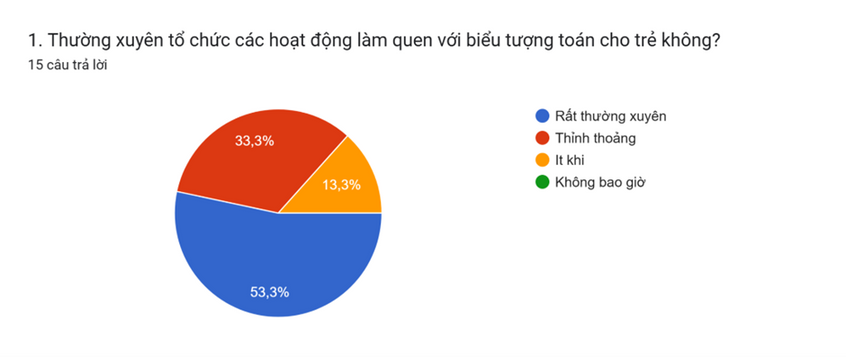 1. Thường xuyên tổ chức các hoạt động làm quen với biểu tượng toán cho trẻ không?
15 câu trả lời
33,3%
13,3%
53,3%
Rất thường xuyên
Thỉnh thoảng
It khi
Không bao giờ